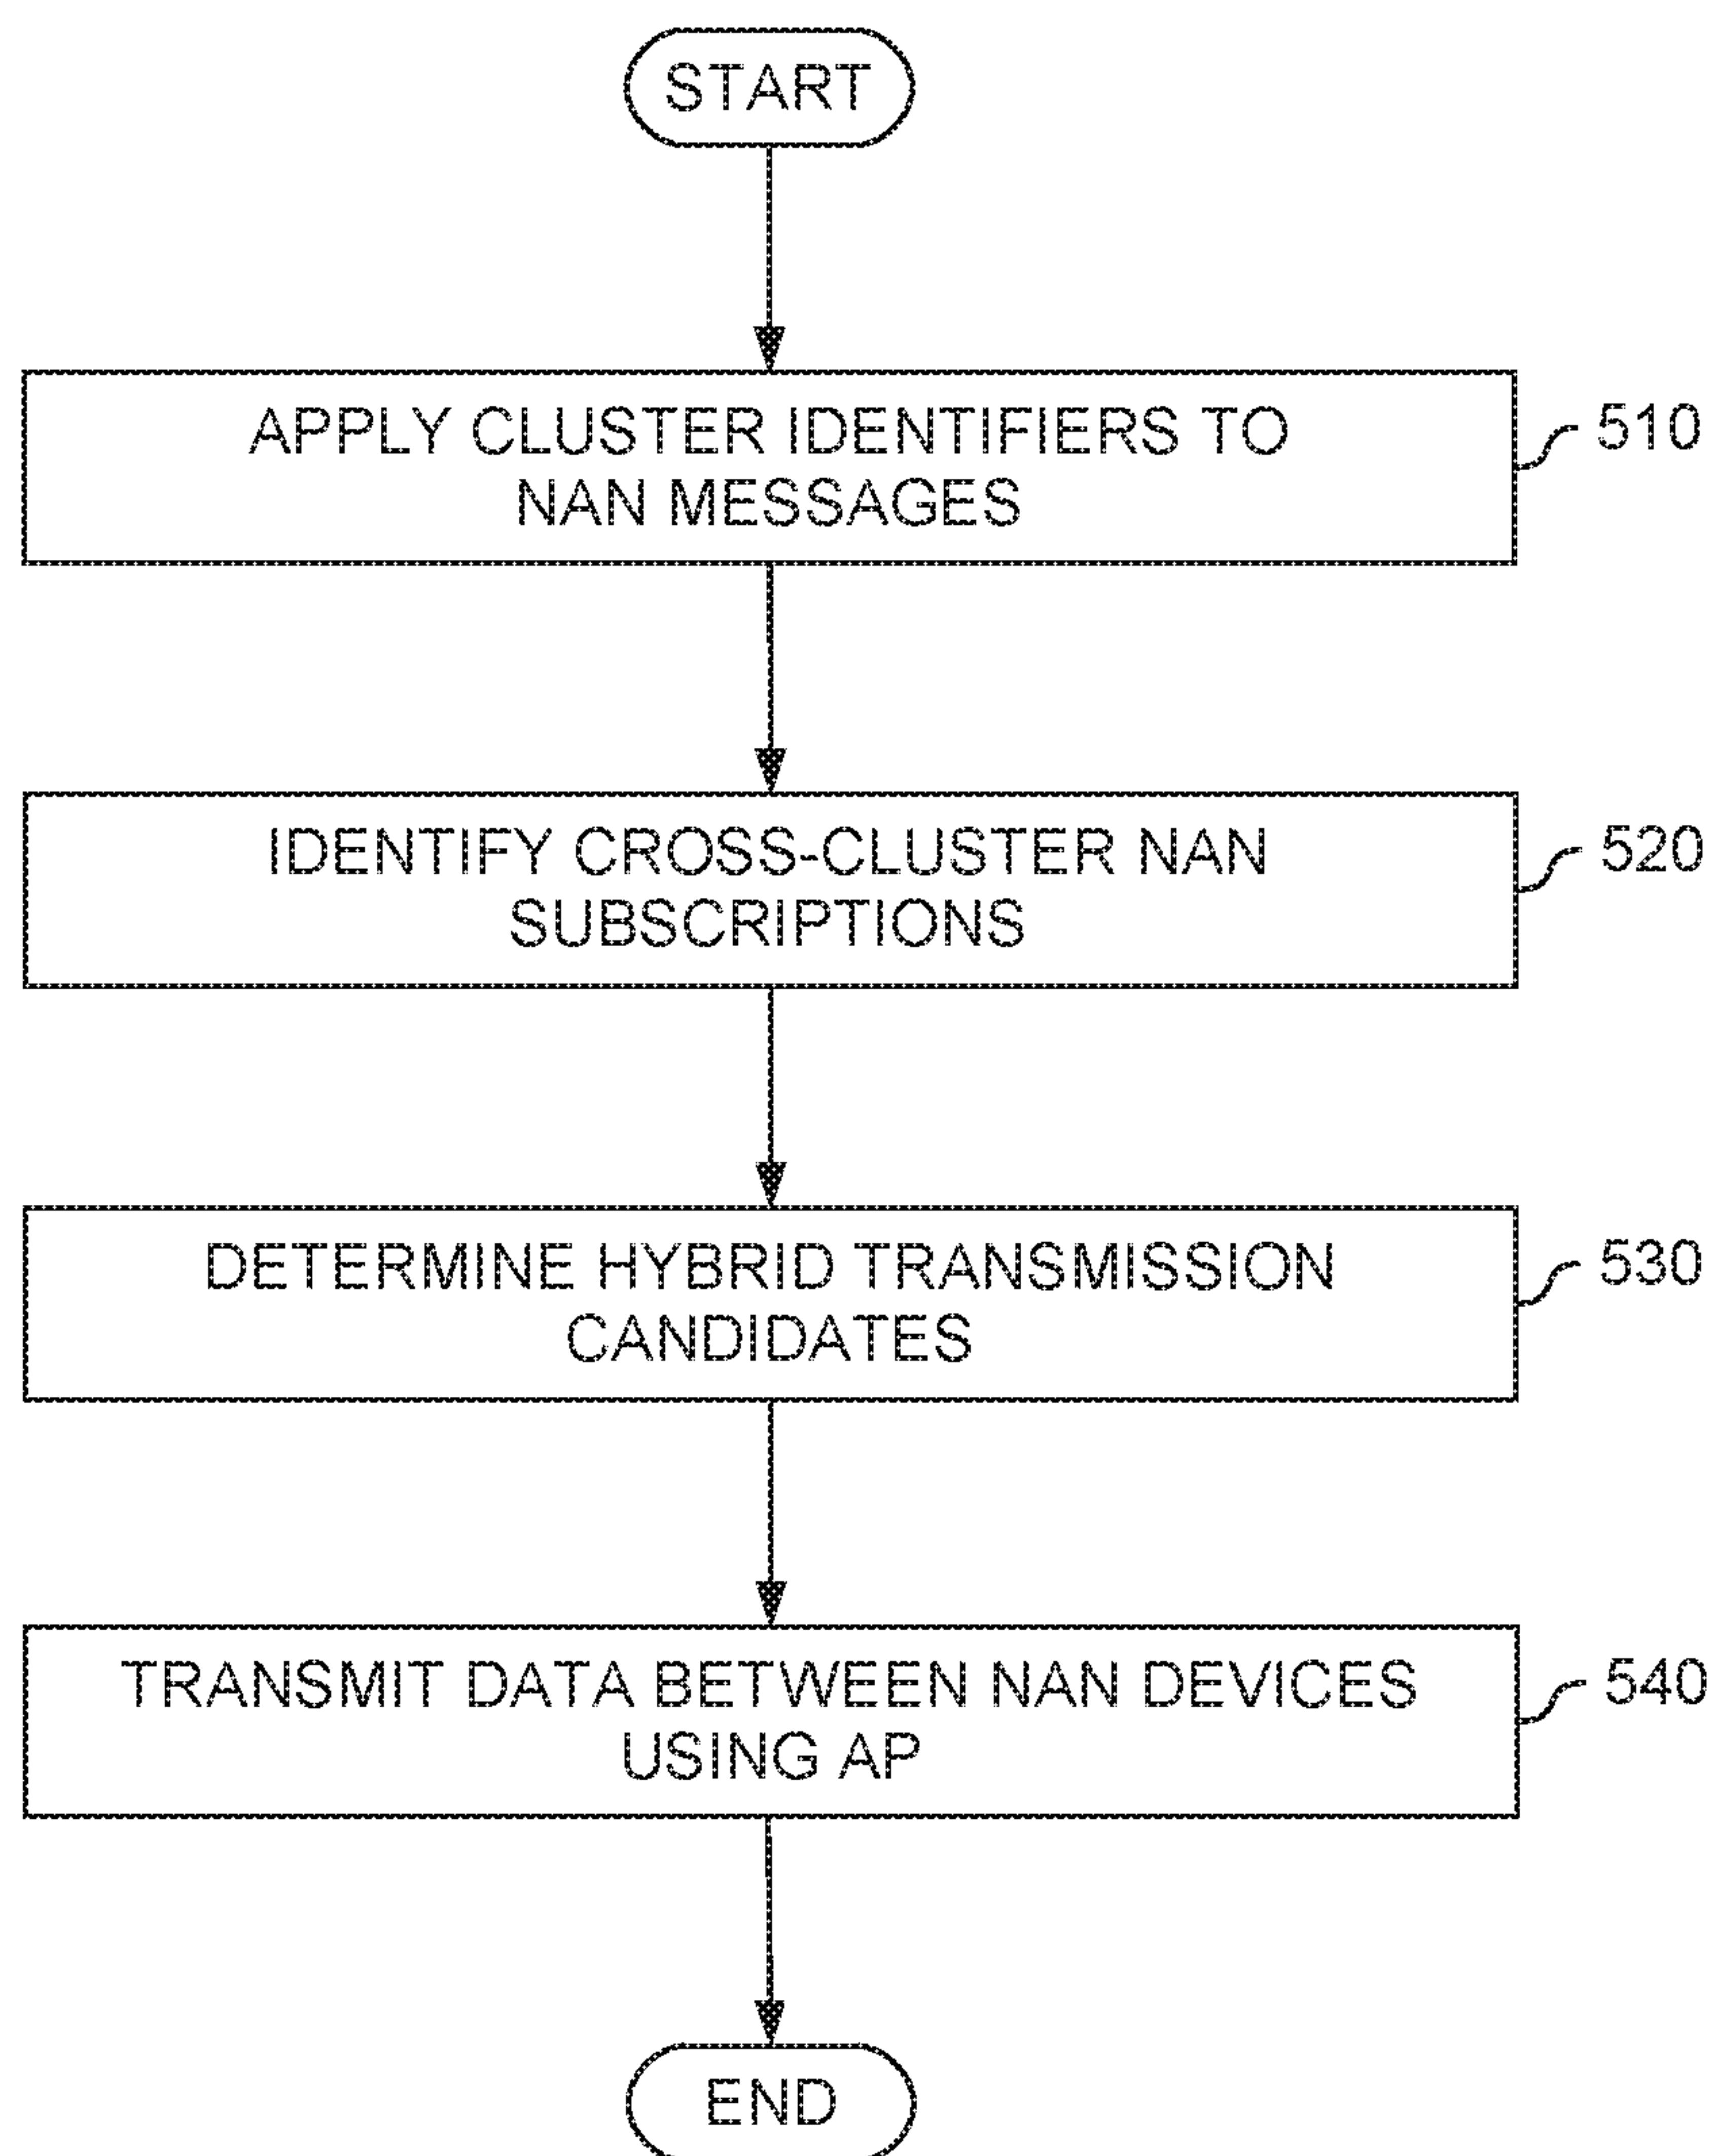 START
APPLY CLUSTER IDENTIFIERS TO
NAN MESSAGES
510
IDENTIFY CROSS-CLUSTER NAN
SUBSCRIPTIONS
520
DETERMINE HYBRID TRANSMISSION
CANDIDATES
530
TRANSMIT DATA BETWEEN NAN DEVICES
USING AP
540
END